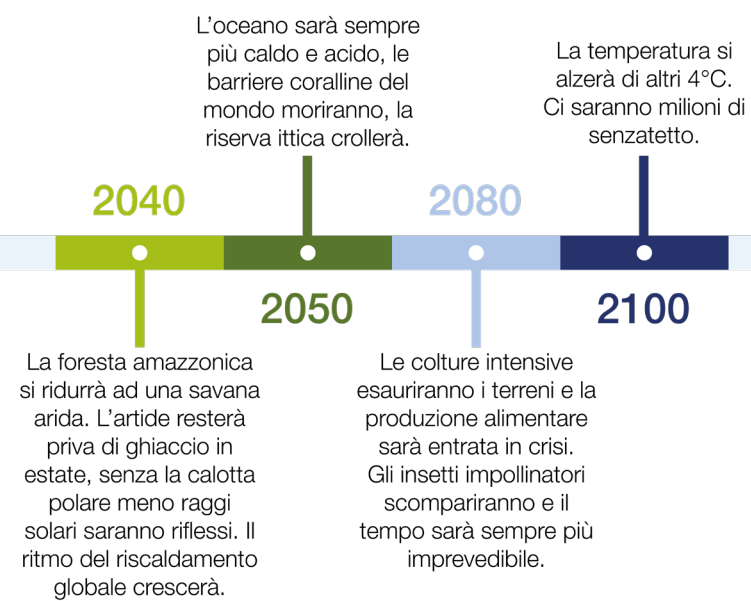 2040
La foresta amazzonica
si ridurrà ad una savana
arida. L'artide resterà
priva di ghiaccio in
estate, senza la calotta
polare meno raggi
solari saranno riflessi. Il
ritmo del riscaldamento
globale crescerà.
L'oceano sarà sempre
più caldo e acido, le
barriere coralline del
mondo moriranno, la
riserva ittica crollerà.
2050
2080
Le colture intensive
esauriranno i terreni e la
produzione alimentare
sarà entrata in crisi.
Gli insetti impollinatori
scompariranno e il
tempo sarà sempre più
imprevedibile.
La temperatura si
alzerà di altri 4°C.
Ci saranno milioni di
senzatetto.
2100